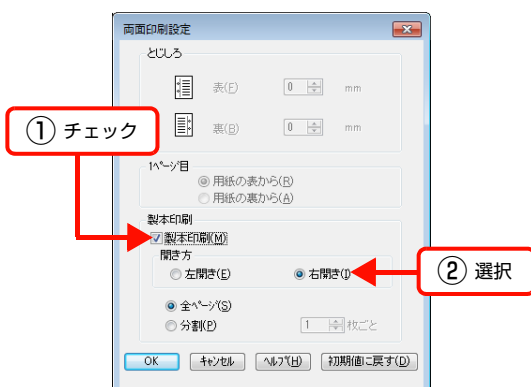 両面印刷設定
とじしろ
表(F) 0 mm
① チェック
裏(B) 0 mm
1ページ目
用紙の表から(R)
用紙の裏から(A)
製本印刷
製本印刷(M)
開き方
左開き(E) 右開き(I)
② 選択
全ページ(S)
分割(P) 1 枚ごと
OK キャンセル ヘルプ(H) 初期値に戻す(D)